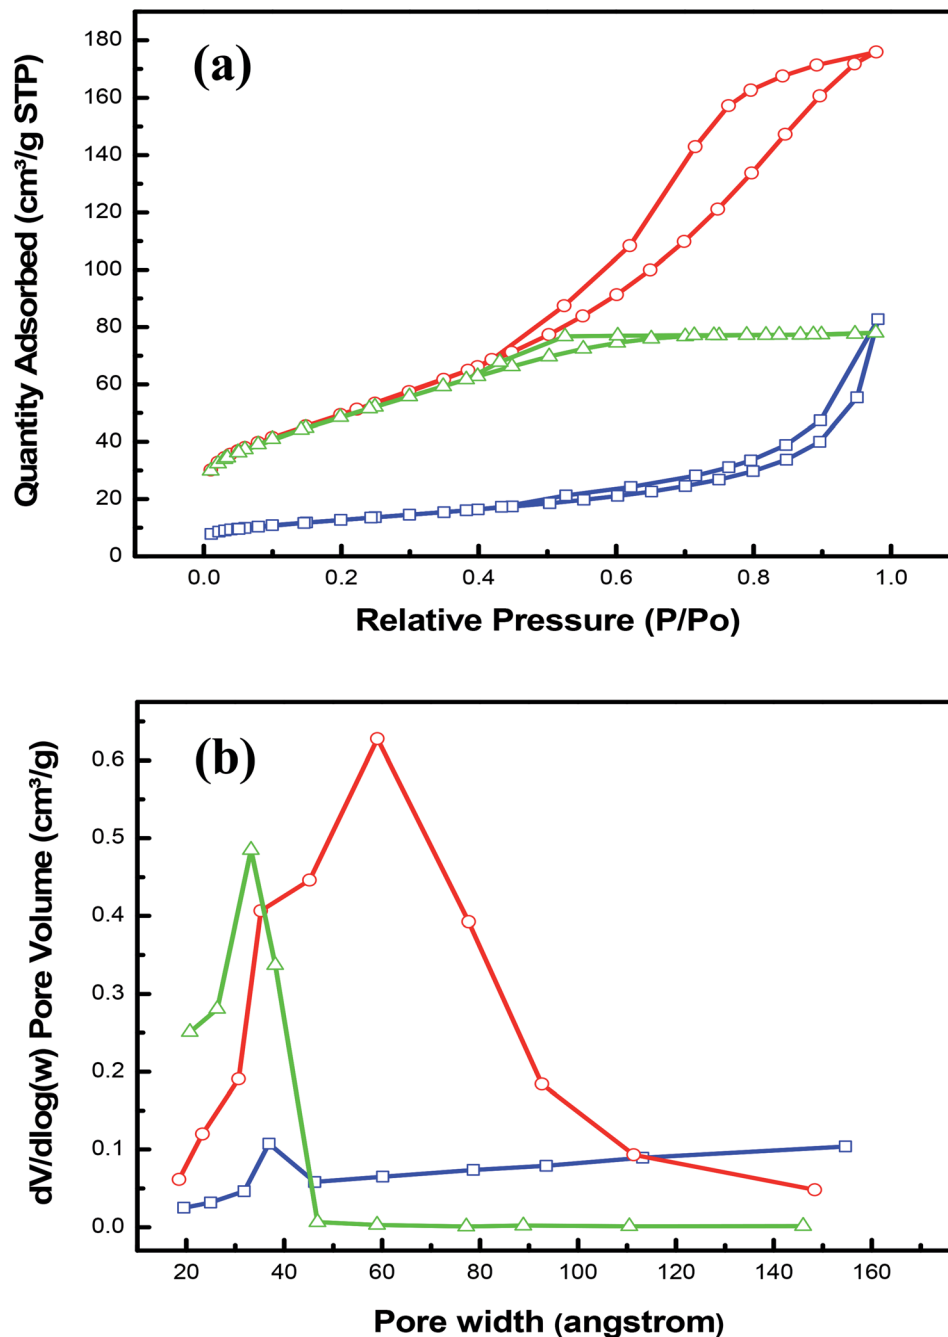 (a)
Quantity Adsorbed (cm³/g STP)
180
160
140
120
100
80
60
40
20
0
0.0 0.2 0.4 0.6 0.8 1.0
Relative Pressure (P/Po)
(b)
dV/dlog(w) Pore Volume (cm³/g)
0.6
0.5
0.4
0.3
0.2
0.1
0.0
20 40 60 80 100 120 140 160
Pore width (angstrom)